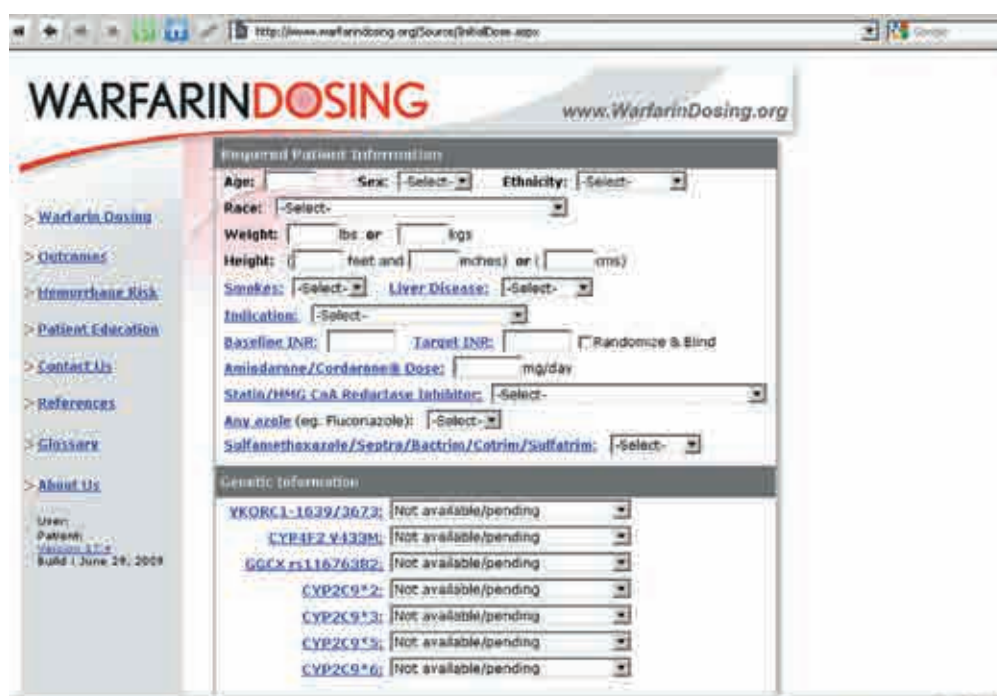 http://www.warfarindosing.org/Source/InitialDose.aspx
Google
WARFARINDOSING
www.WarfarinDosing.org
Required Patient Information
Age: Sex: -Select- Ethnicity: -Select-
Race: -Select-
Weight: lbs or kgs
Height: ( feet and inches) or ( cms)
Smokes: -Select- Liver Disease: -Select-
Indication: -Select-
Baseline INR: Target INR: Randomize & Blind
Amiodarone/Cordarone® Dose: mg/day
Statin/HMG CoA Reductase Inhibitor: -Select-
Any azole (eg. Fluconazole): -Select-
Sulfamethoxazole/Septra/Bactrim/Cotrim/Sulfatrim: -Select-
Genetic Information
VKORC1-1639/3673: Not available/pending
CYP4F2 V433M: Not available/pending
GGCX rs11676382: Not available/pending
CYP2C9*2: Not available/pending
CYP2C9*3: Not available/pending
CYP2C9*5: Not available/pending
CYP2C9*6: Not available/pending
> Warfarin Dosing
> Outcomes
> Hemorrhage Risk
> Patient Education
> Contact Us
> References
> Glossary
> About Us
User:
Patient:
Version
Build : June 29, 2009